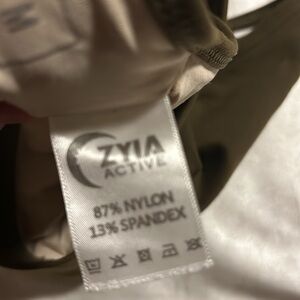 ZYIA
ACTIVE
87% NYLON
13% SPANDEX